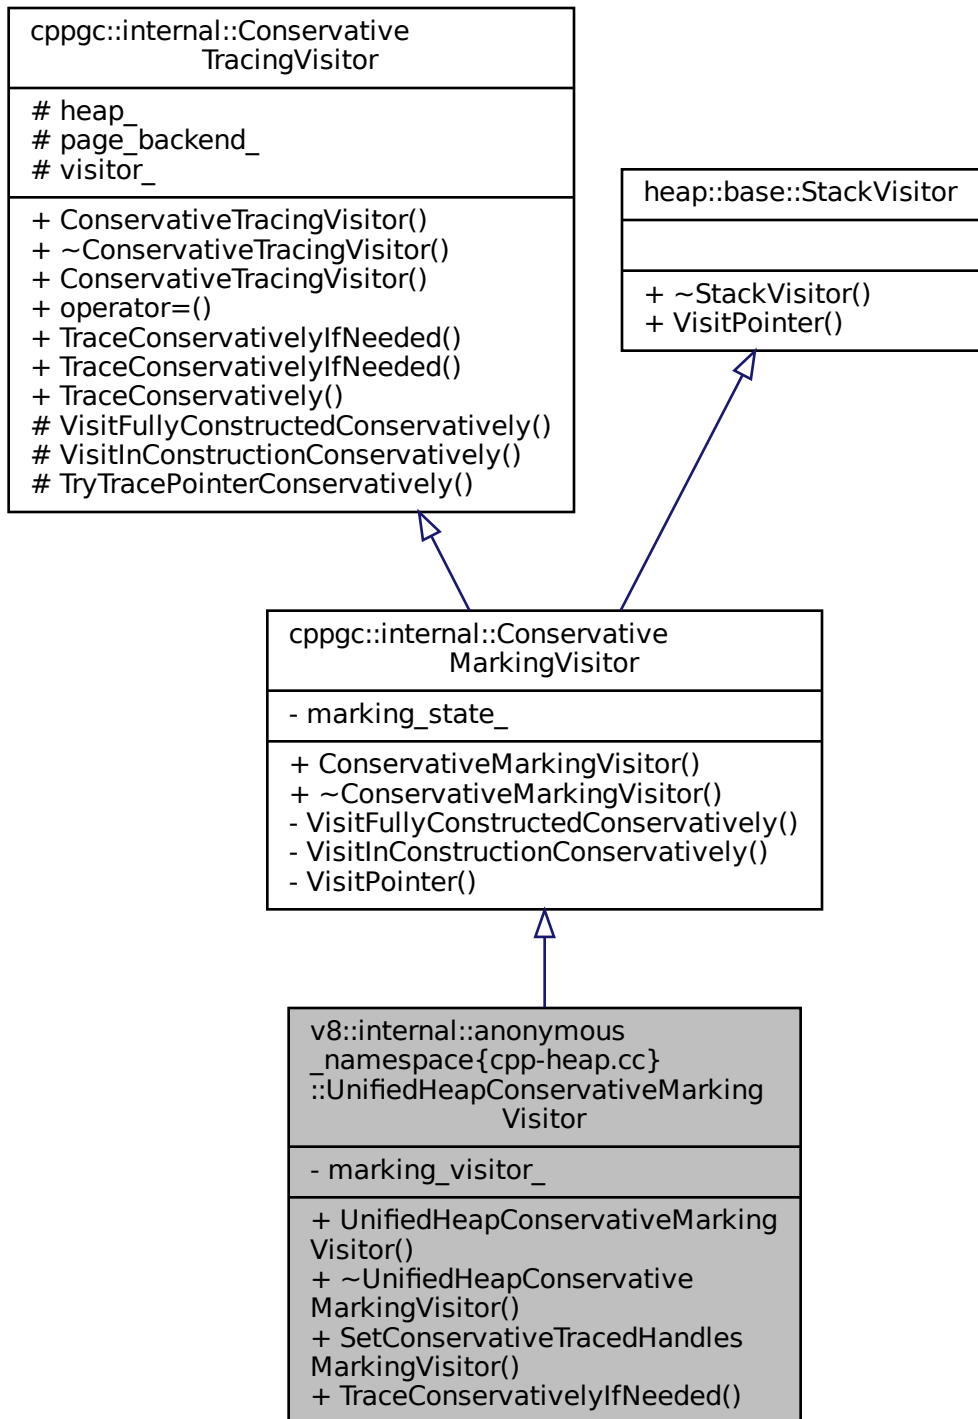 cppgc::internal::Conservative
TracingVisitor
# heap_
# page_backend_
# visitor_
+ ConservativeTracingVisitor()
+ ~ConservativeTracingVisitor()
+ ConservativeTracingVisitor()
+ operator=()
+ TraceConservativelyIfNeeded()
+ TraceConservativelyIfNeeded()
+ TraceConservatively()
# VisitFullyConstructedConservatively()
# VisitInConstructionConservatively()
# TryTracePointerConservatively()
heap::base::StackVisitor
+ ~StackVisitor()
+ VisitPointer()
cppgc::internal::Conservative
MarkingVisitor
- marking_state_
+ ConservativeMarkingVisitor()
+ ~ConservativeMarkingVisitor()
- VisitFullyConstructedConservatively()
- VisitInConstructionConservatively()
- VisitPointer()
v8::internal::anonymous
_namespace{cpp-heap.cc}
::UnifiedHeapConservativeMarking
Visitor
- marking_visitor_
+ UnifiedHeapConservativeMarking
Visitor()
+ ~UnifiedHeapConservative
MarkingVisitor()
+ SetConservativeTracedHandles
MarkingVisitor()
+ TraceConservativelyIfNeeded()